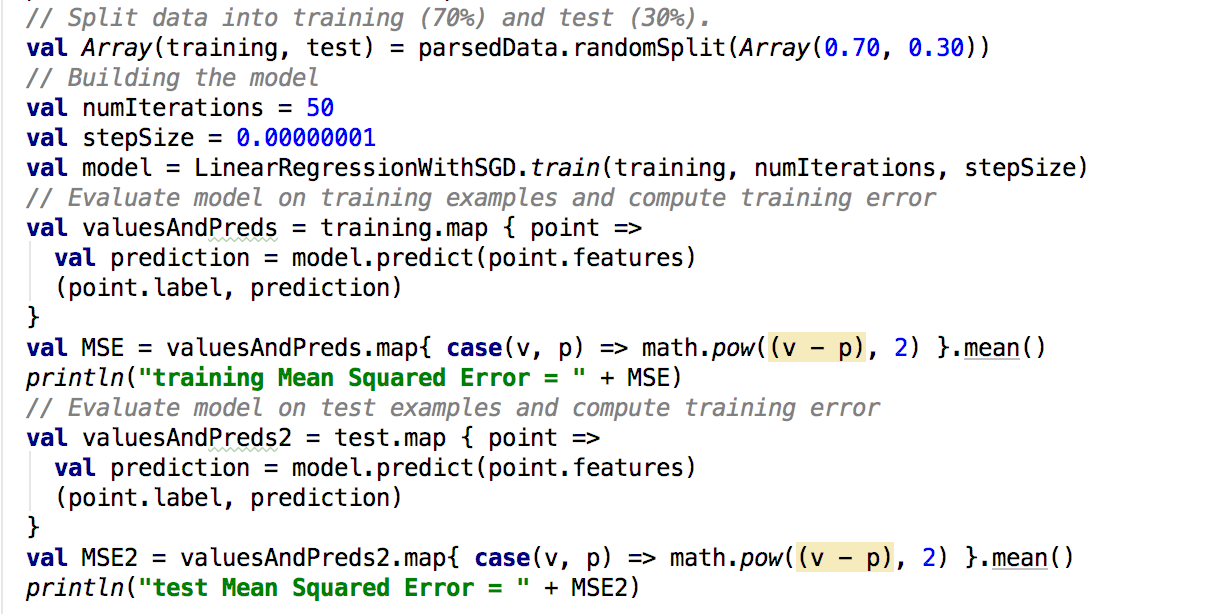 // Split data into training (70%) and test (30%).
val Array(training, test) = parsedData.randomSplit(Array(0.70, 0.30))
// Building the model
val numIterations = 50
val stepSize = 0.00000001
val model = LinearRegressionWithSGD.train(training, numIterations, stepSize)
// Evaluate model on training examples and compute training error
val valuesAndPreds = training.map { point =>
  val prediction = model.predict(point.features)
  (point.label, prediction)
}
val MSE = valuesAndPreds.map{ case(v, p) => math.pow((v - p), 2) }.mean()
println("training Mean Squared Error = " + MSE)
// Evaluate model on test examples and compute training error
val valuesAndPreds2 = test.map { point =>
  val prediction = model.predict(point.features)
  (point.label, prediction)
}
val MSE2 = valuesAndPreds2.map{ case(v, p) => math.pow((v - p), 2) }.mean()
println("test Mean Squared Error = " + MSE2)